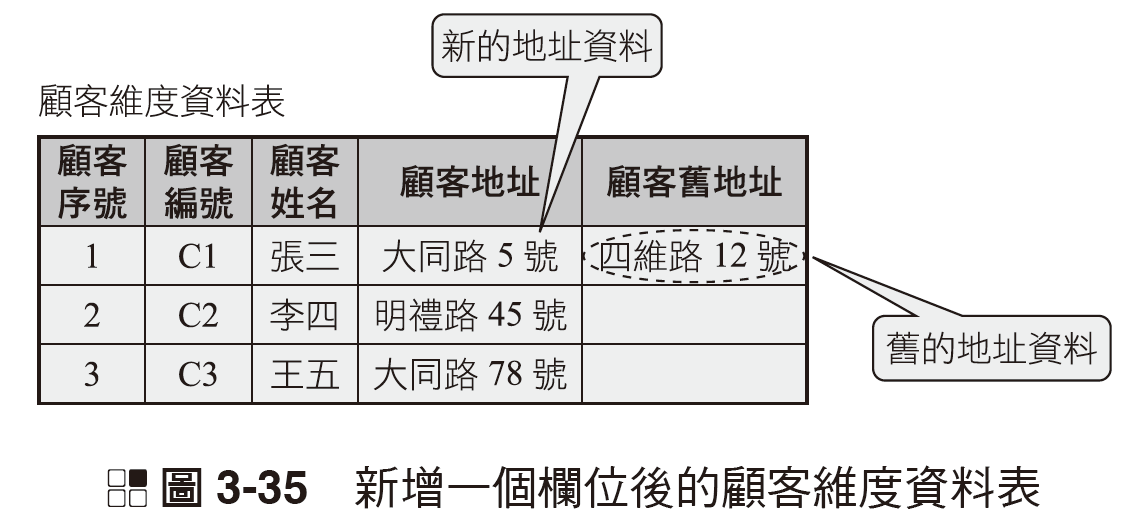 新的地址資料
顧客維度資料表
顧客序號 顧客編號 顧客姓名 顧客地址 顧客舊地址
1 C1 張三 大同路 5 號 四維路 12 號
2 C2 李四 明禮路 45 號
3 C3 王五 大同路 78 號
舊的地址資料
圖 3-35 新增一個欄位後的顧客維度資料表